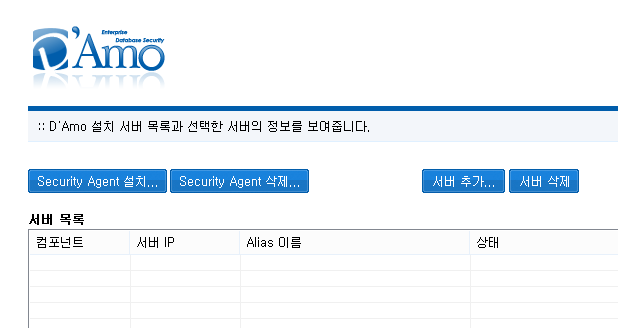 Enterprise
Database Security
D'Amo
:: D'Amo 설치 서버 목록과 선택한 서버의 정보를 보여줍니다.
Security Agent 설치... Security Agent 삭제... 서버 추가... 서버 삭제
서버 목록
컴포넌트 서버 IP Alias 이름 상태